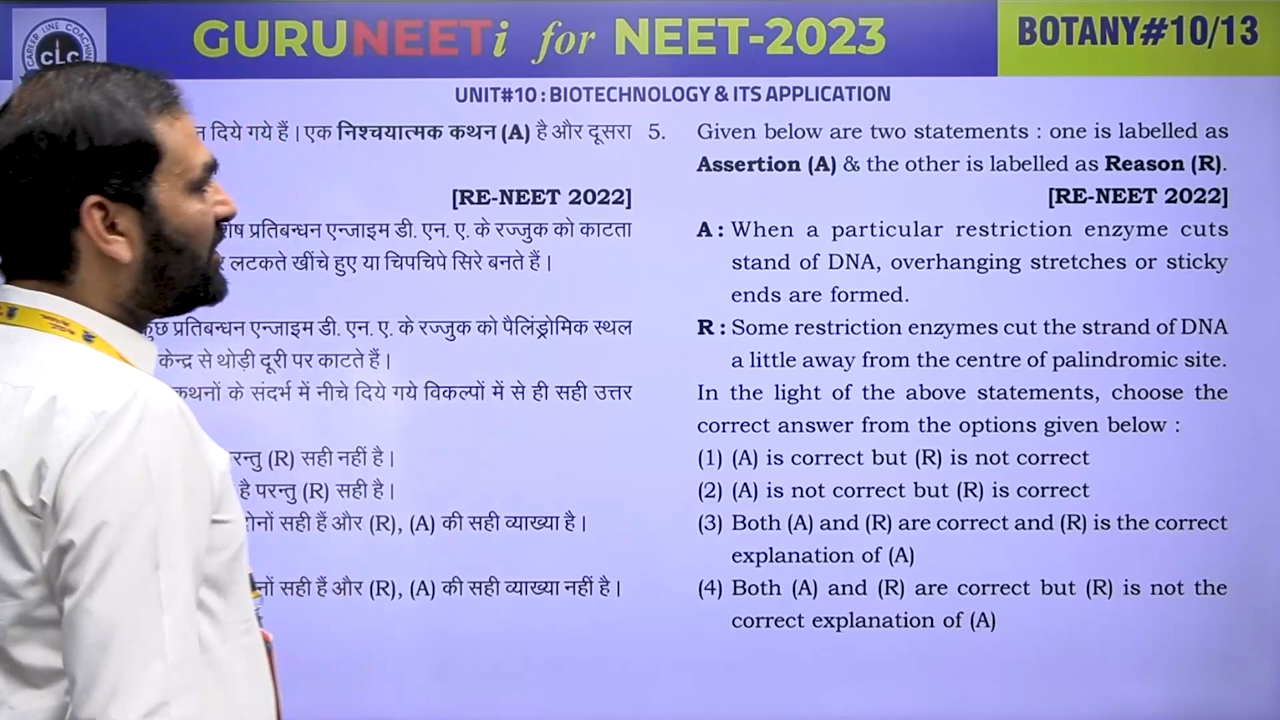 CAREER LINE COACHING
CLC
GURUNEETi for NEET-2023
BOTANY#10/13
UNIT#10 : BIOTECHNOLOGY & ITS APPLICATION
दिये गये हैं। एक निश्चयात्मक कथन (A) है और दूसरा
[RE-NEET 2022]
प्रतिबन्धन एन्जाइम डी. एन. ए. के रज्जुक को काटता
लटकते खींचे हुए या चिपचिपे सिरे बनते हैं।
कुछ प्रतिबन्धन एन्जाइम डी. एन. ए. के रज्जुक को पैलिंड्रोमिक स्थल
केन्द्र से थोड़ी दूरी पर काटते हैं।
कथनों के संदर्भ में नीचे दिये गये विकल्पों में से ही सही उत्तर
परन्तु (R) सही नहीं है।
है परन्तु (R) सही है।
दोनों सही हैं और (R), (A) की सही व्याख्या है।
सही हैं और (R), (A) की सही व्याख्या नहीं है।
5. Given below are two statements : one is labelled as
Assertion (A) & the other is labelled as Reason (R).
[RE-NEET 2022]
A : When a particular restriction enzyme cuts
stand of DNA, overhanging stretches or sticky
ends are formed.
R : Some restriction enzymes cut the strand of DNA
a little away from the centre of palindromic site.
In the light of the above statements, choose the
correct answer from the options given below :
(1) (A) is correct but (R) is not correct
(2) (A) is not correct but (R) is correct
(3) Both (A) and (R) are correct and (R) is the correct
explanation of (A)
(4) Both (A) and (R) are correct but (R) is not the
correct explanation of (A)